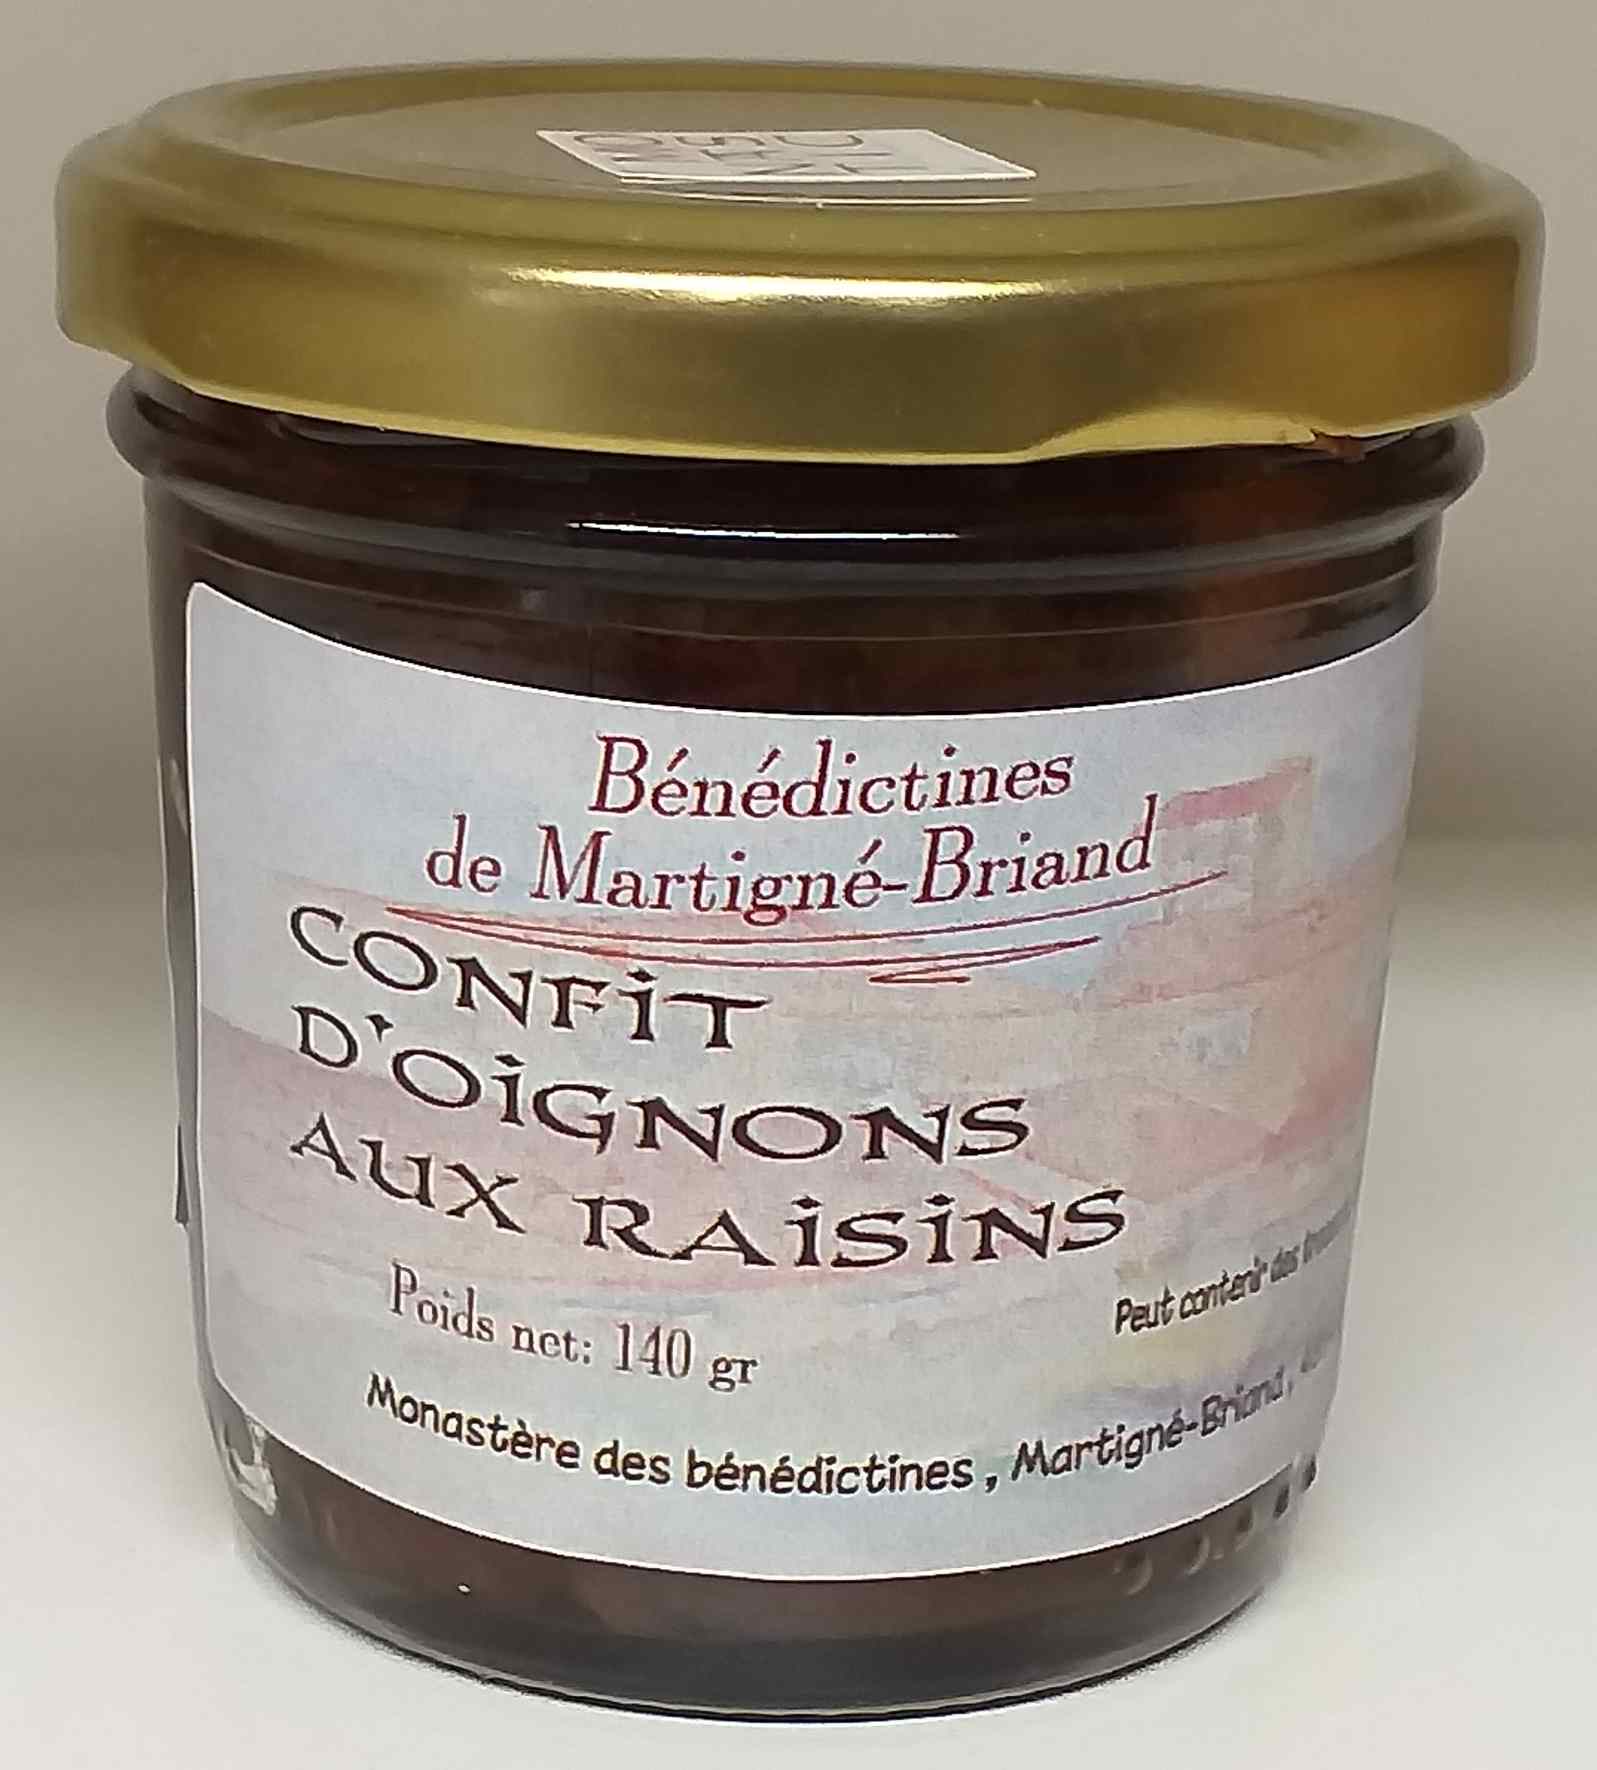 Bénédictines
de Martigné-Briand
CONFiT
D'OiGNONS
AUX RAiSiNS
Poids net: 140 gr
Peut contenir des
Monastère des bénédictines, Martigné-Briand,